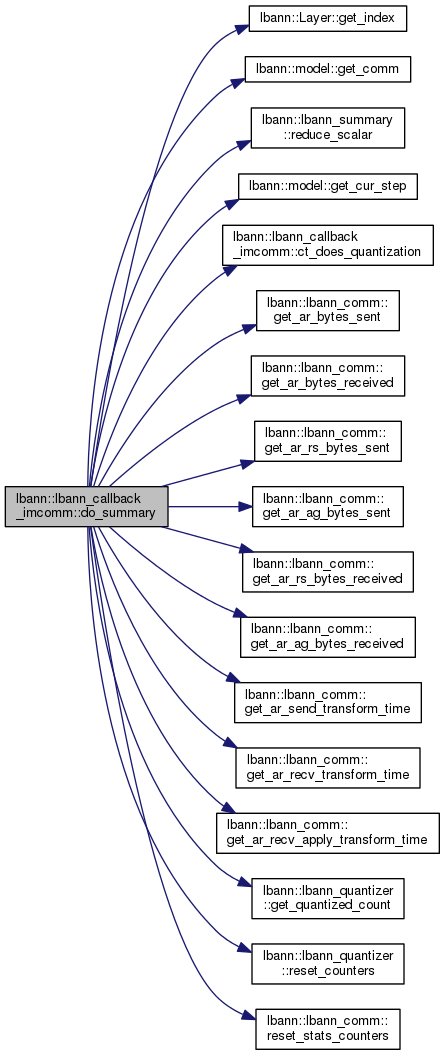 lbann::Layer::get_index
lbann::model::get_comm
lbann::lbann_summary
::reduce_scalar
lbann::model::get_cur_step
lbann::lbann_callback
_imcomm::ct_does_quantization
lbann::lbann_comm::
get_ar_bytes_sent
lbann::lbann_comm::
get_ar_bytes_received
lbann::lbann_comm::
get_ar_rs_bytes_sent
lbann::lbann_callback
_imcomm::do_summary
lbann::lbann_comm::
get_ar_ag_bytes_sent
lbann::lbann_comm::
get_ar_rs_bytes_received
lbann::lbann_comm::
get_ar_ag_bytes_received
lbann::lbann_comm::
get_ar_send_transform_time
lbann::lbann_comm::
get_ar_recv_transform_time
lbann::lbann_comm::
get_ar_recv_apply_transform_time
lbann::lbann_quantizer
::get_quantized_count
lbann::lbann_quantizer
::reset_counters
lbann::lbann_comm::
reset_stats_counters